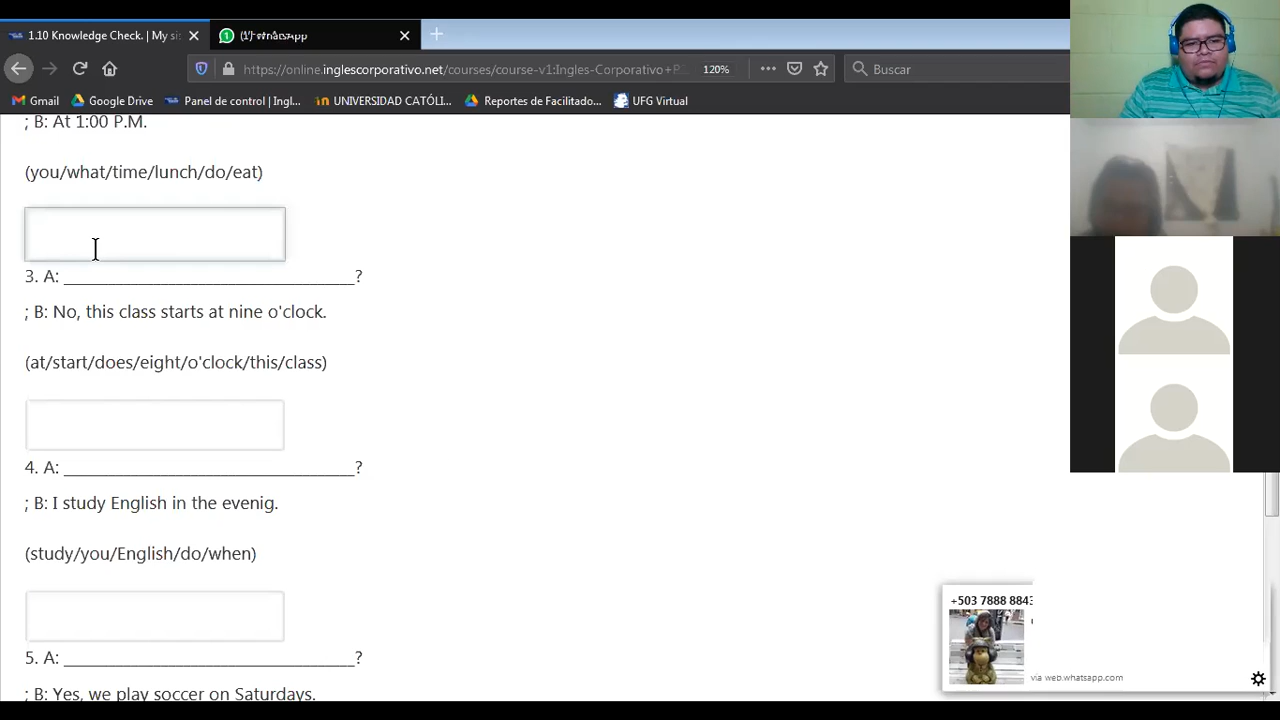 1.10 Knowledge Check. | My si
https://online.inglescorporativo.net/courses/course-v1:Ingles-Corporativo+
120%
Buscar
Gmail
Google Drive
Panel de control | Ingl...
UNIVERSIDAD CATÓLI...
Reportes de Facilitado...
UFG Virtual
; B: At 1:00 P.M.
(you/what/time/lunch/do/eat)
3. A: ______________________________?
; B: No, this class starts at nine o'clock.
(at/start/does/eight/o'clock/this/class)
4. A: ______________________________?
; B: I study English in the evenig.
(study/you/English/do/when)
5. A: ______________________________?
; B: Yes, we play soccer on Saturdays.
+503 7888 8843
via web.whatsapp.com